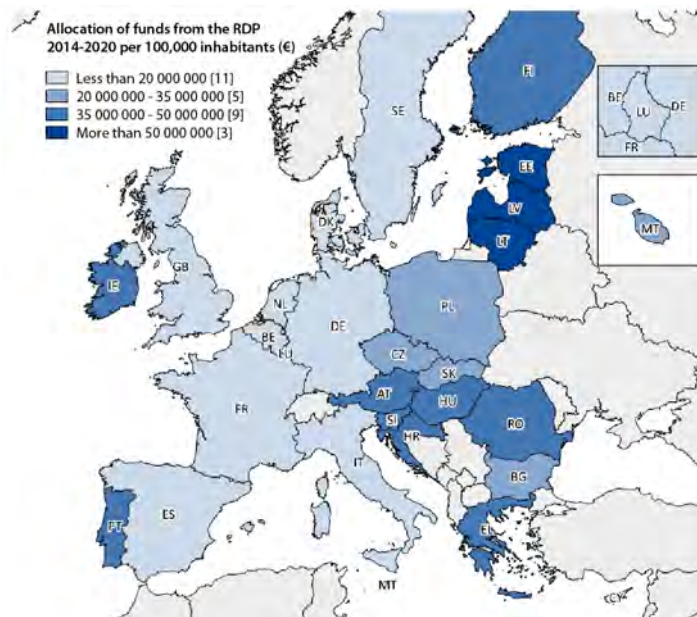 Allocation of funds from the RDP
2014-2020 per 100,000 inhabitants (€)
Less than 20 000 000 [11]
20 000 000 - 35 000 000 [5]
35 000 000 - 50 000 000 [9]
More than 50 000 000 [3]
FI
SE
BE
LU
DE
FR
EE
LV
LT
MT
DK
IE
GB
NL
BE
LU
DE
PL
CZ
SK
AT
HU
SI
HR
RO
FR
IT
BG
PT
ES
EL
MT
CY